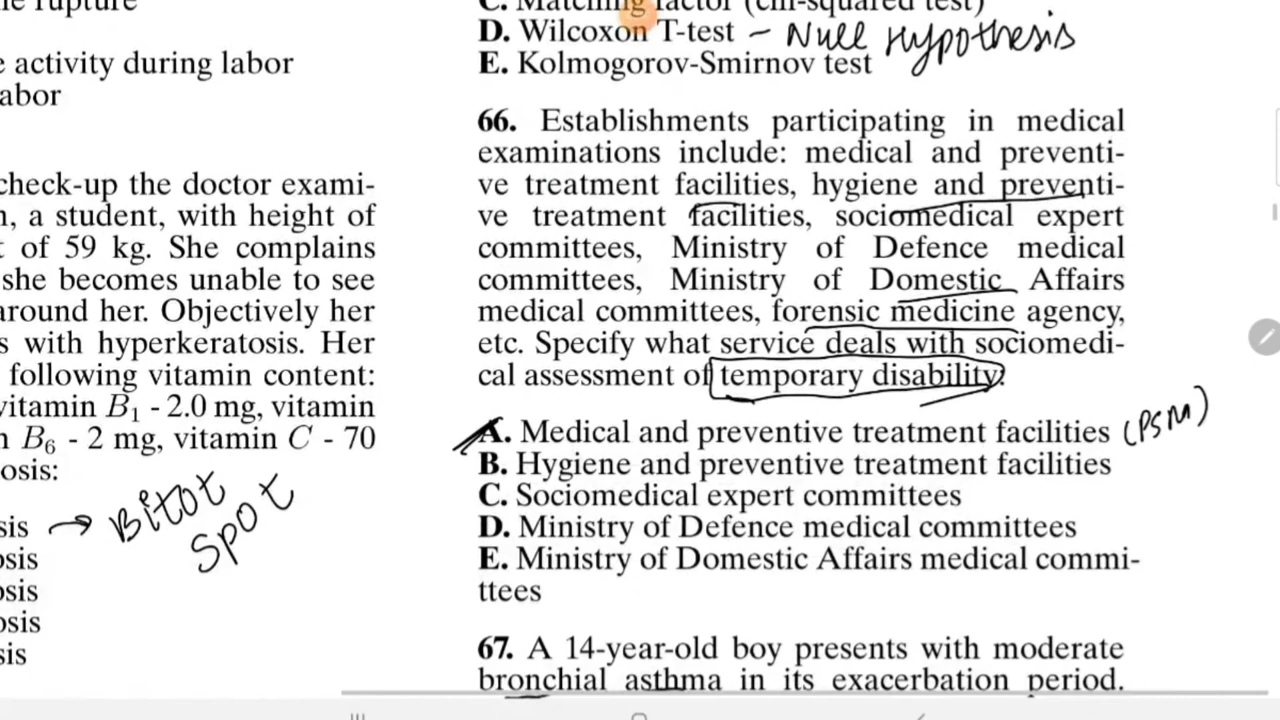 e rupture
e activity during labor
abor
check-up the doctor exami-
n, a student, with height of
t of 59 kg. She complains
she becomes unable to see
around her. Objectively her
s with hyperkeratosis. Her
following vitamin content:
vitamin B₁ - 2.0 mg, vitamin
n B₆ - 2 mg, vitamin C - 70
osis:
sis → Bitot Spot
osis
osis
osis
sis
C. Matching factor (chi-squared test)
D. Wilcoxon T-test – Null Hypothesis
E. Kolmogorov-Smirnov test
66. Establishments participating in medical
examinations include: medical and preventi-
ve treatment facilities, hygiene and preventi-
ve treatment facilities, sociomedical expert
committees, Ministry of Defence medical
committees, Ministry of Domestic Affairs
medical committees, forensic medicine agency,
etc. Specify what service deals with sociomedi-
cal assessment of temporary disability:
A. Medical and preventive treatment facilities (PSM)
B. Hygiene and preventive treatment facilities
C. Sociomedical expert committees
D. Ministry of Defence medical committees
E. Ministry of Domestic Affairs medical commi-
ttees
67. A 14-year-old boy presents with moderate
bronchial asthma in its exacerbation period.